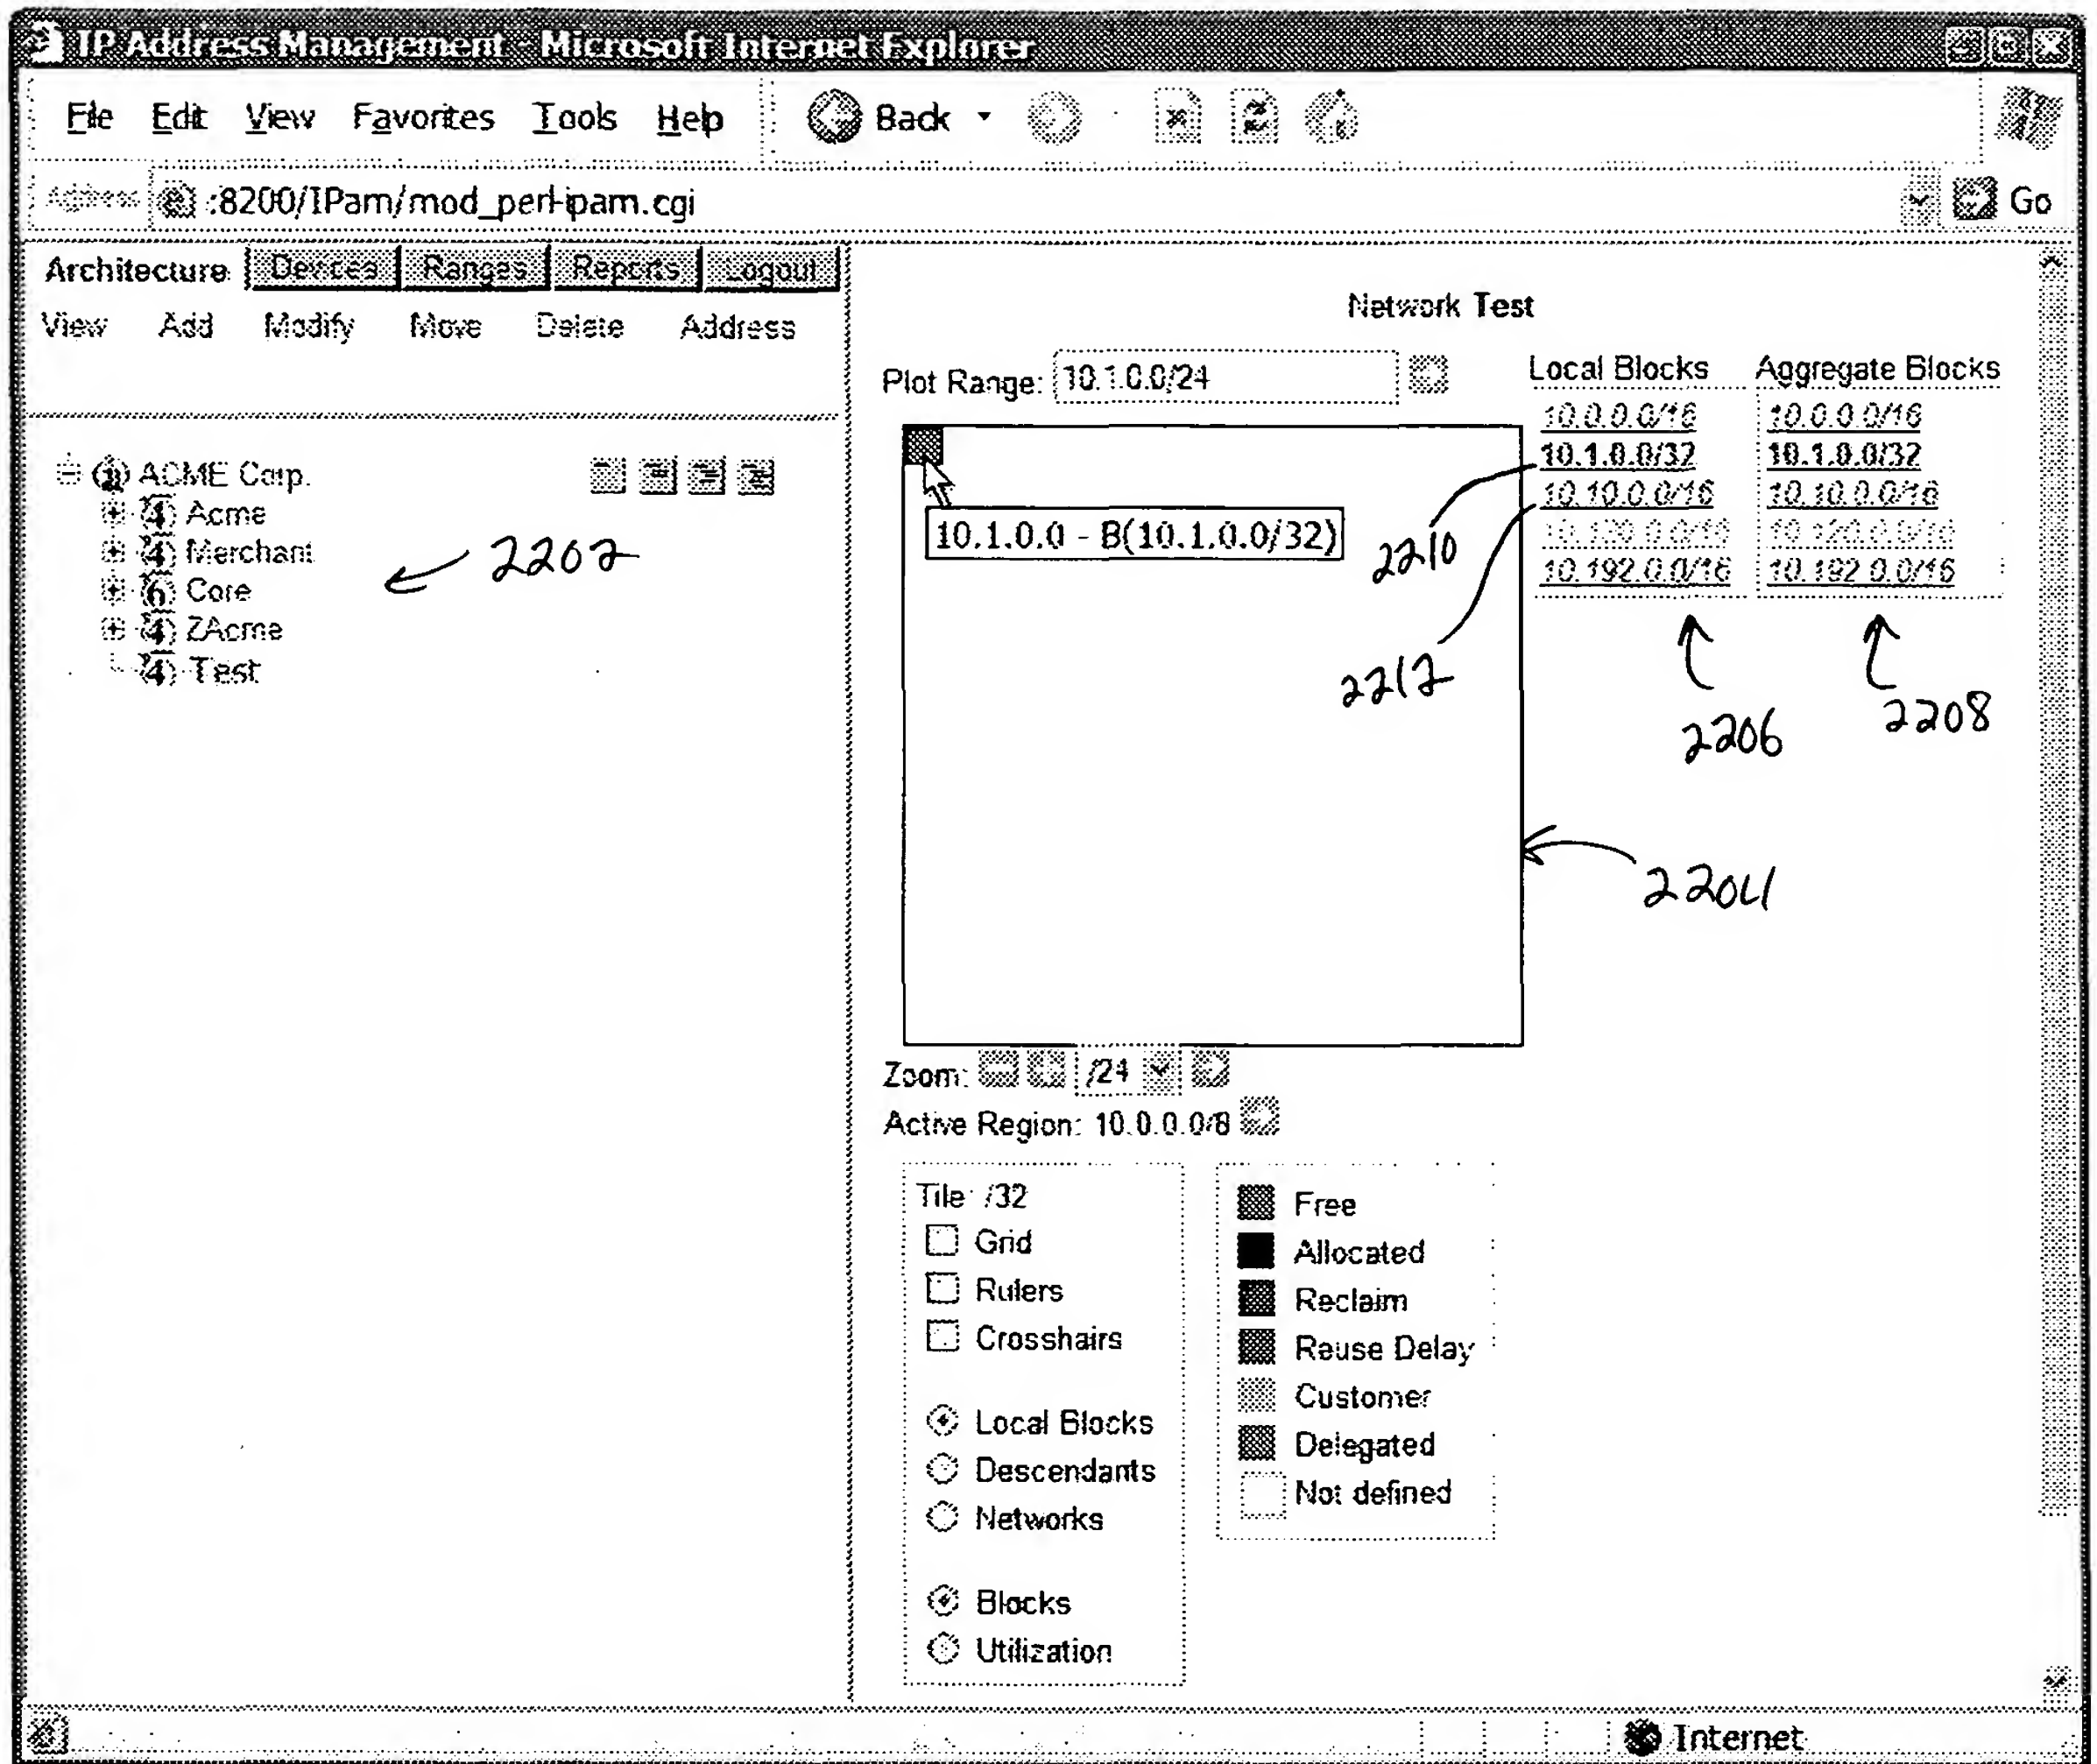 IP Address Management - Microsoft Internet Explorer
File Edit View Favorites Tools Help Back
Address :8200/IPam/mod_perl-ipam.cgi Go
Architecture Devices Ranges Reports Logout
View Add Modify Move Delete Address
Network Test
Plot Range: 10.1.0.0/24
Local Blocks Aggregate Blocks
10.0.0.0/16 10.0.0.0/16
10.1.0.0/32 10.1.0.0/32
10.10.0.0/16 10.10.0.0/16
10.192.0.0/16 10.192.0.0/16
ACME Corp.
4 Acme
4 Merchant
6 Core
4 ZAcme
4 Test
2202
10.1.0.0 - B(10.1.0.0/32)
2210
2212
2206
2208
2204
Zoom: /24
Active Region: 10.0.0.0/8
Tile: /32
Grid
Rulers
Crosshairs
Local Blocks
Descendants
Networks
Blocks
Utilization
Free
Allocated
Reclaim
Reuse Delay
Customer
Delegated
Not defined
Internet